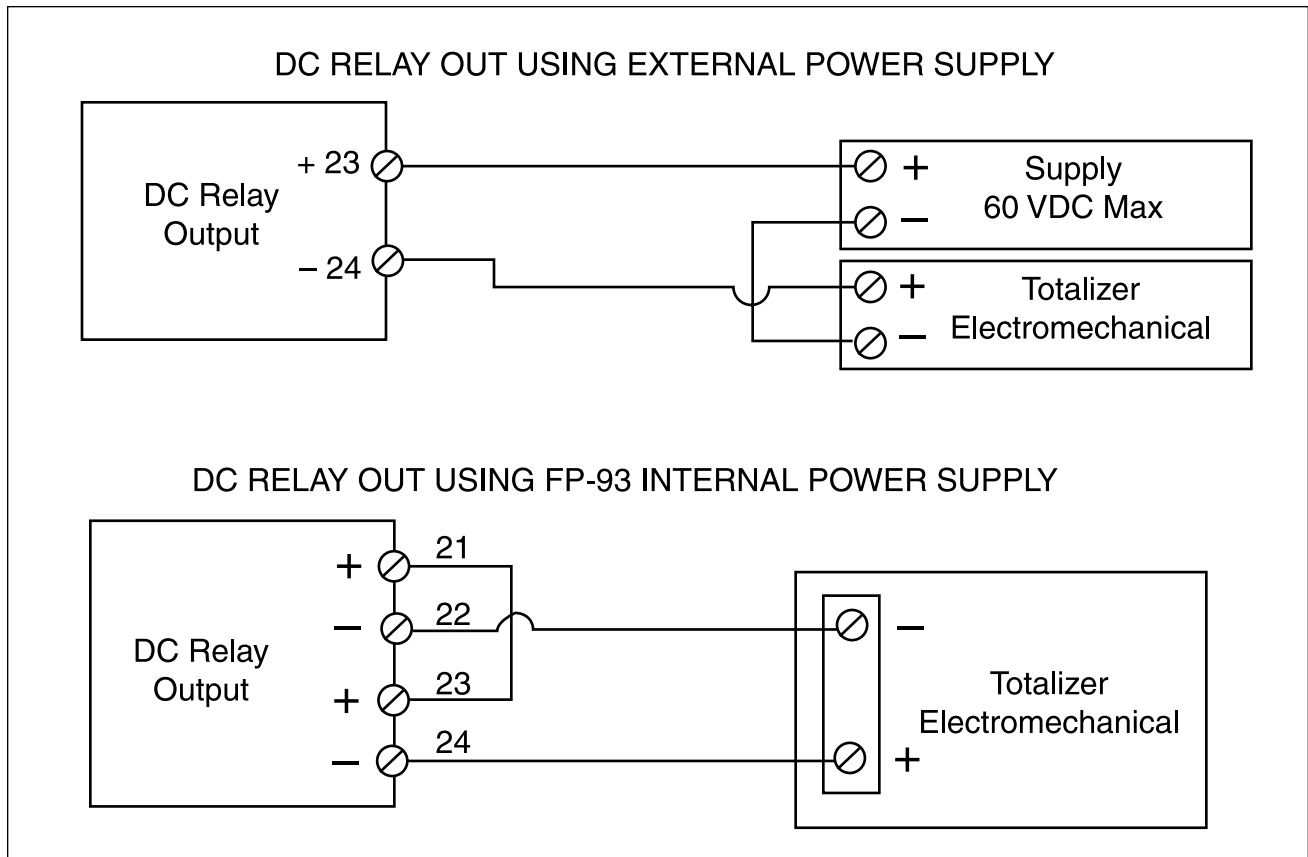 DC RELAY OUT USING EXTERNAL POWER SUPPLY
DC Relay
Output
+ 23
– 24
+ Supply
– 60 VDC Max
+ Totalizer
– Electromechanical
DC RELAY OUT USING FP-93 INTERNAL POWER SUPPLY
DC Relay
Output
+ 21
– 22
+ 23
– 24
–
+
Totalizer
Electromechanical